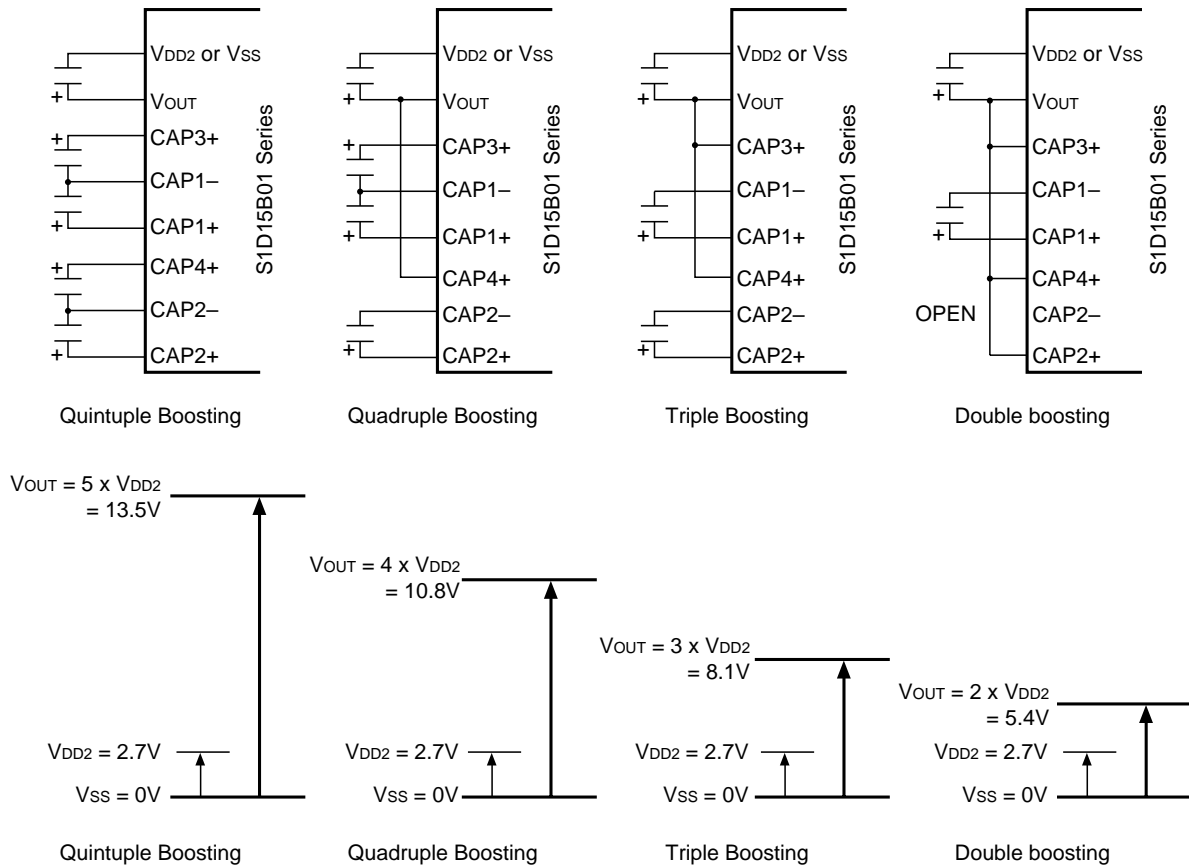 VDD2 or VSS
+
VOUT
+
CAP3+
CAP1–
+
CAP1+
+
CAP4+
CAP2–
+
CAP2+
S1D15B01 Series
Quintuple Boosting
VDD2 or VSS
+
VOUT
+
CAP3+
CAP1–
+
CAP1+
CAP4+
CAP2–
+
CAP2+
S1D15B01 Series
Quadruple Boosting
VDD2 or VSS
+
VOUT
CAP3+
CAP1–
+
CAP1+
CAP4+
CAP2–
+
CAP2+
S1D15B01 Series
Triple Boosting
VDD2 or VSS
+
VOUT
CAP3+
CAP1–
+
CAP1+
CAP4+
OPEN
CAP2–
CAP2+
S1D15B01 Series
Double boosting
VOUT = 5 x VDD2
= 13.5V
VDD2 = 2.7V
VSS = 0V
Quintuple Boosting
VOUT = 4 x VDD2
= 10.8V
VDD2 = 2.7V
VSS = 0V
Quadruple Boosting
VOUT = 3 x VDD2
= 8.1V
VDD2 = 2.7V
VSS = 0V
Triple Boosting
VOUT = 2 x VDD2
= 5.4V
VDD2 = 2.7V
VSS = 0V
Double Boosting